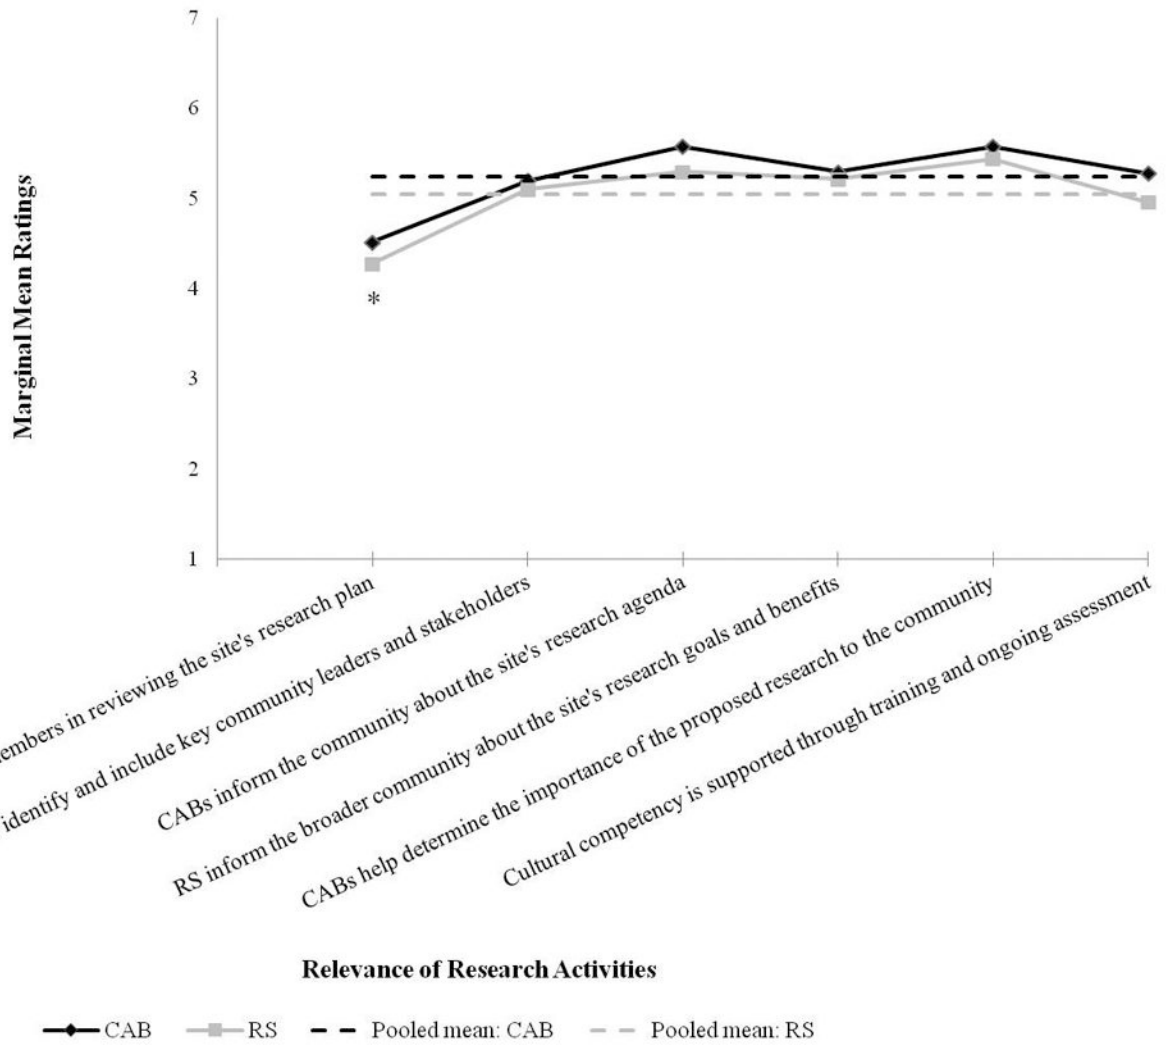 7
6
5
4
3
2
1
Marginal Mean Ratings
*
members in reviewing the site's research plan
identify and include key community leaders and stakeholders
CABs inform the community about the site's research agenda
RS inform the broader community about the site's research goals and benefits
CABs help determine the importance of the proposed research to the community
Cultural competency is supported through training and ongoing assessment
Relevance of Research Activities
CAB
RS
Pooled mean: CAB
Pooled mean: RS